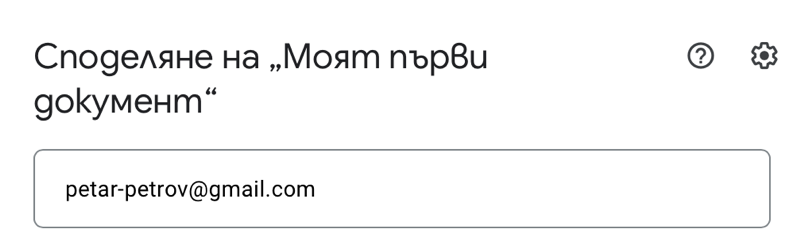 Споделяне на „Моят първи
документ“
petar-petrov@gmail.com